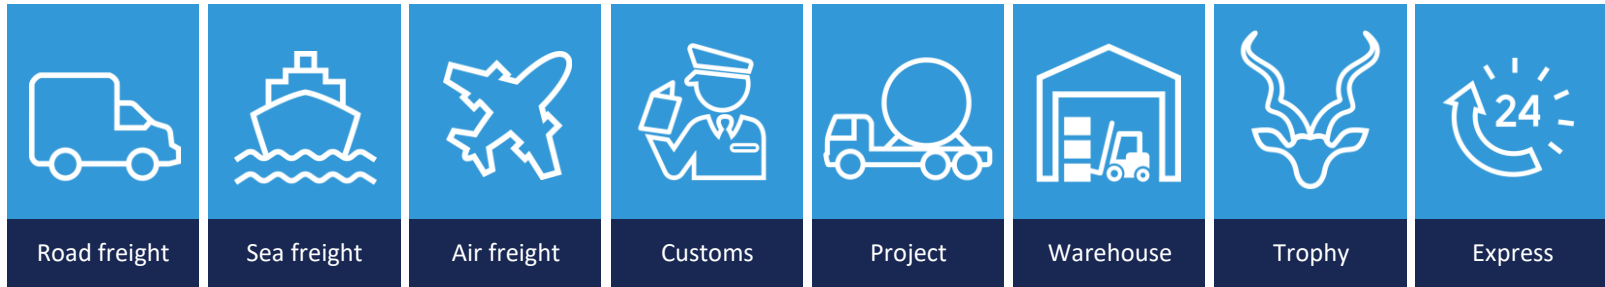 24
Road freight
Sea freight
Air freight
Customs
Project
Warehouse
Trophy
Express